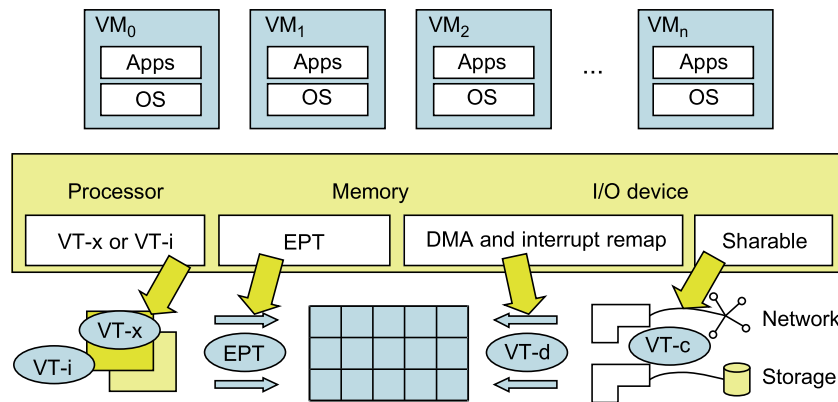 VM0 VM1 VM2 VMn
Apps Apps Apps ... Apps
OS OS OS OS
Processor Memory I/O device
VT-x or VT-i EPT DMA and interrupt remap Sharable
VT-x Network
VT-i EPT VT-d VT-c
Storage